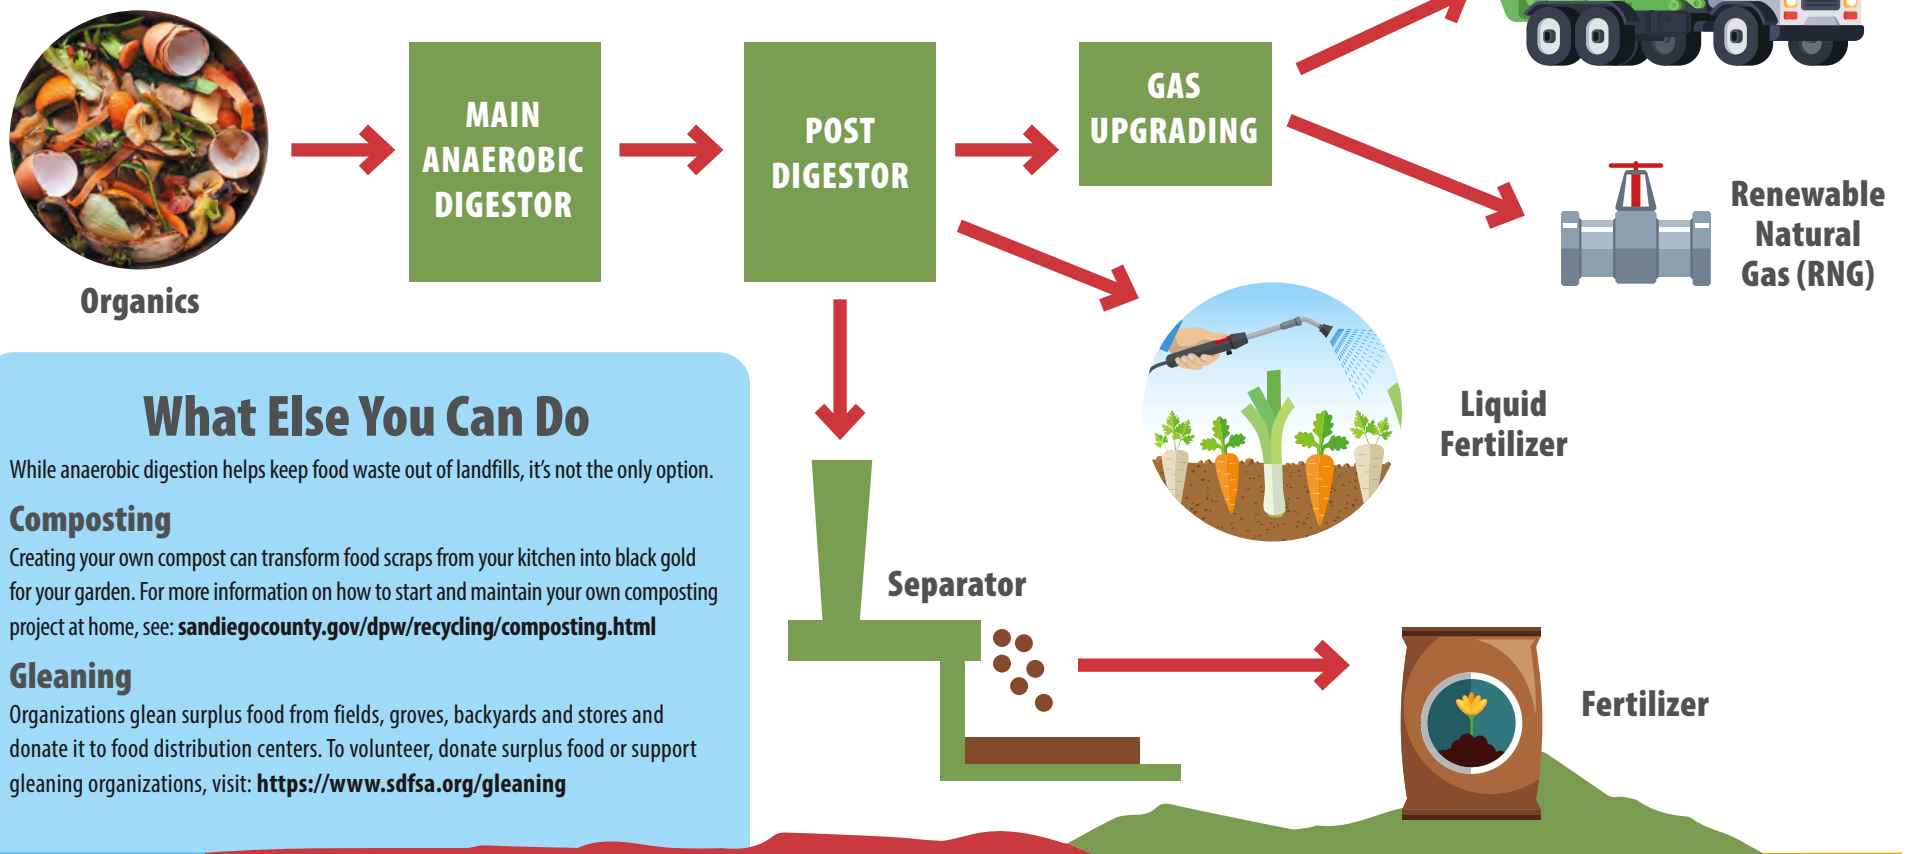 MAIN
ANAEROBIC
DIGESTOR
POST
DIGESTOR
GAS
UPGRADING
Renewable
Natural
Gas (RNG)
Organics
Liquid
Fertilizer
What Else You Can Do
While anaerobic digestion helps keep food waste out of landfills, it’s not the only option.
Composting
Creating your own compost can transform food scraps from your kitchen into black gold
for your garden. For more information on how to start and maintain your own composting
project at home, see: sandiegocounty.gov/dpw/recycling/composting.html
Gleaning
Organizations glean surplus food from fields, groves, backyards and stores and
donate it to food distribution centers. To volunteer, donate surplus food or support
gleaning organizations, visit: https://www.sdfsa.org/gleaning
Separator
Fertilizer